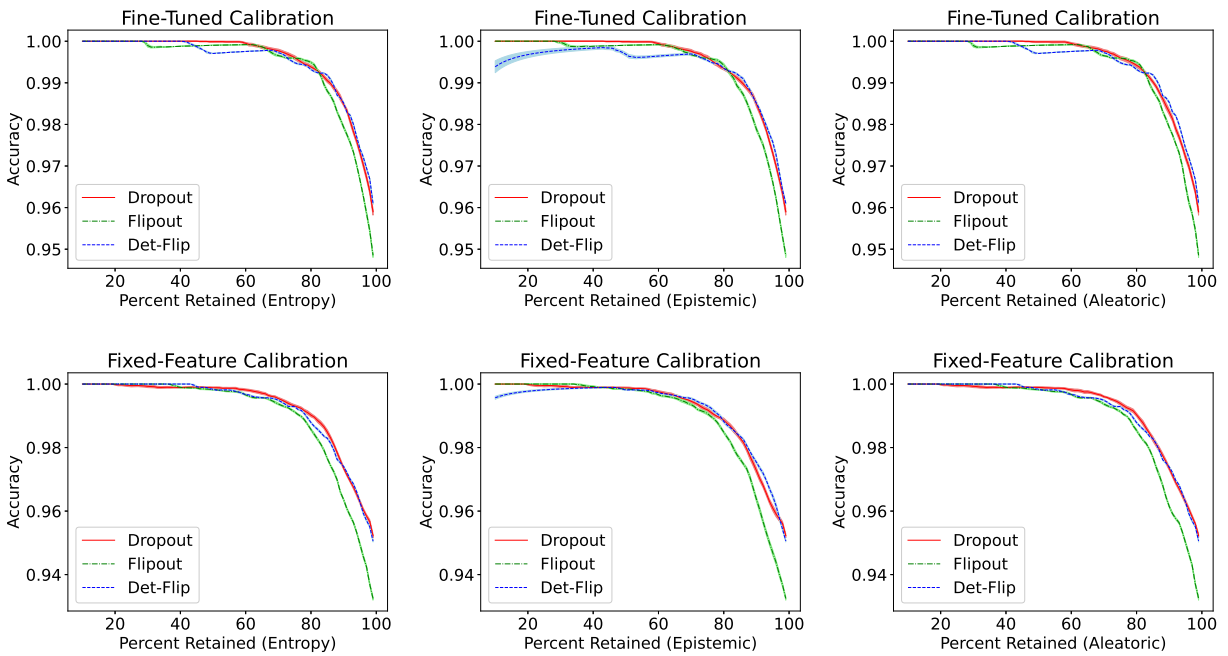 Fine-Tuned Calibration
1.00
0.99
0.98
0.97
0.96
0.95
Accuracy
Dropout
Flipout
Det-Flip
20 40 60 80 100
Percent Retained (Entropy)
Fine-Tuned Calibration
1.00
0.99
0.98
0.97
0.96
0.95
Accuracy
Dropout
Flipout
Det-Flip
20 40 60 80 100
Percent Retained (Epistemic)
Fine-Tuned Calibration
1.00
0.99
0.98
0.97
0.96
0.95
Accuracy
Dropout
Flipout
Det-Flip
20 40 60 80 100
Percent Retained (Aleatoric)
Fixed-Feature Calibration
1.00
0.98
0.96
0.94
Accuracy
Dropout
Flipout
Det-Flip
20 40 60 80 100
Percent Retained (Entropy)
Fixed-Feature Calibration
1.00
0.98
0.96
0.94
Accuracy
Dropout
Flipout
Det-Flip
20 40 60 80 100
Percent Retained (Epistemic)
Fixed-Feature Calibration
1.00
0.98
0.96
0.94
Accuracy
Dropout
Flipout
Det-Flip
20 40 60 80 100
Percent Retained (Aleatoric)